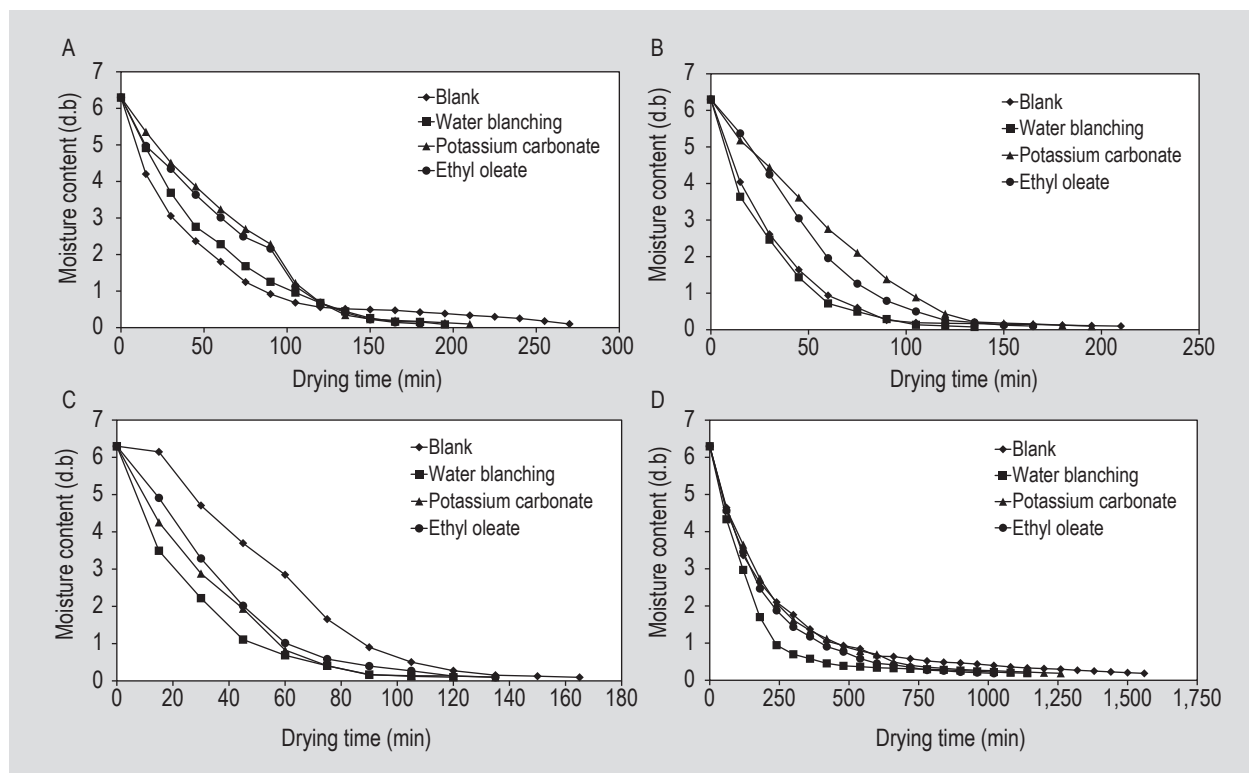 A
7
6
5
4
3
2
1
0
Moisture content (d.b)
Blank
Water blanching
Potassium carbonate
Ethyl oleate
0 50 100 150 200 250 300
Drying time (min)
B
7
6
5
4
3
2
1
0
Moisture content (d.b)
Blank
Water blanching
Potassium carbonate
Ethyl oleate
0 50 100 150 200 250
Drying time (min)
C
7
6
5
4
3
2
1
0
Moisture content (d.b)
Blank
Water blanching
Potassium carbonate
Ethyl oleate
0 20 40 60 80 100 120 140 160 180
Drying time (min)
D
7
6
5
4
3
2
1
0
Moisture content (d.b)
Blank
Water blanching
Potassium carbonate
Ethyl oleate
0 250 500 750 1000 1,250 1,500 1,750
Drying time (min)